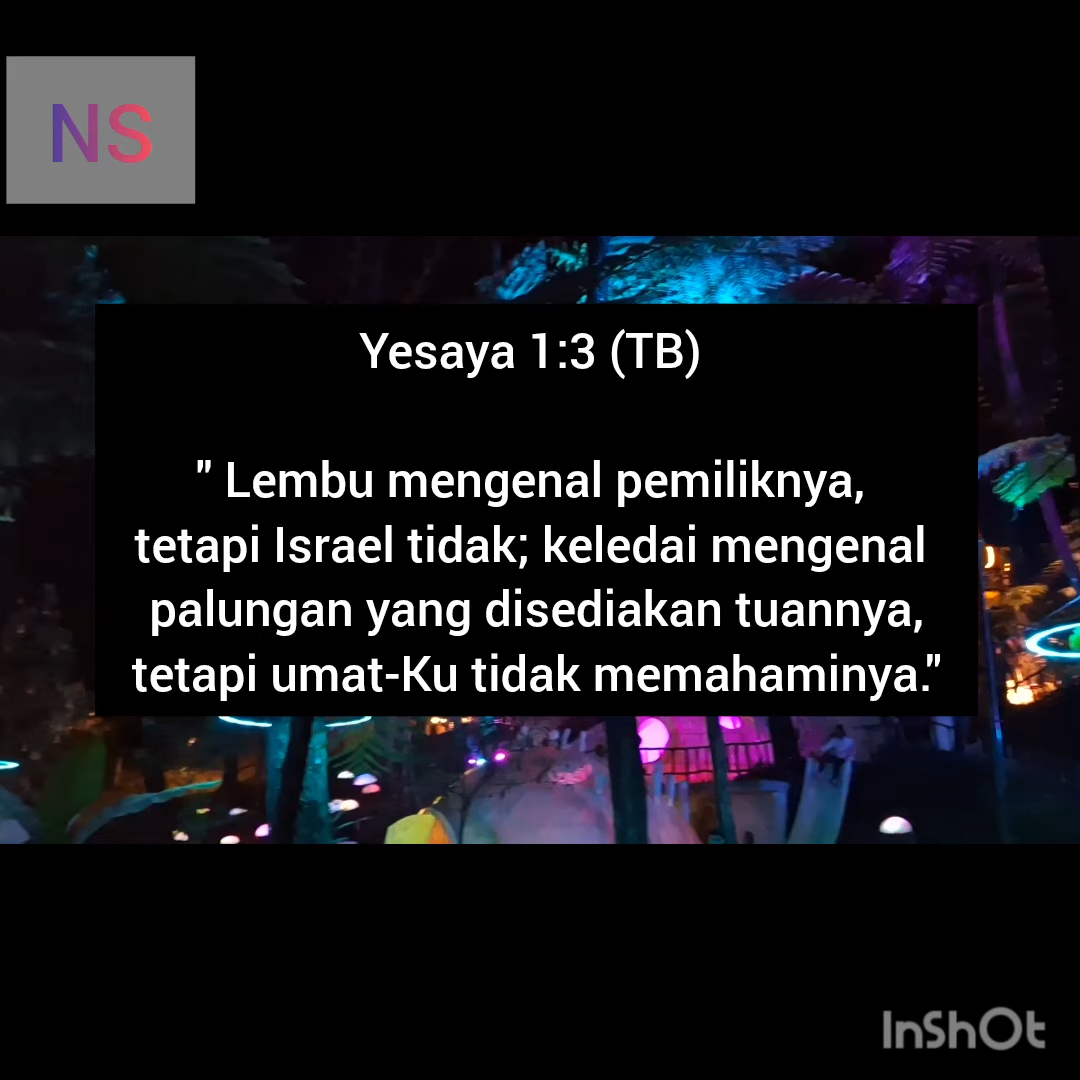 NS
Yesaya 1:3 (TB)
" Lembu mengenal pemiliknya,
tetapi Israel tidak; keledai mengenal
palungan yang disediakan tuannya,
tetapi umat-Ku tidak memahaminya."
InShOt